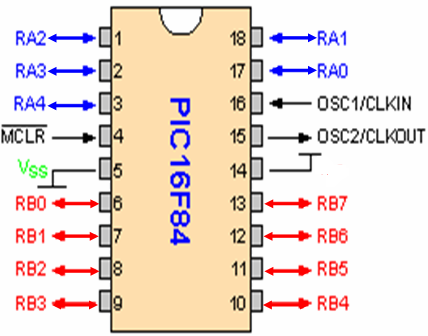 RA2 1 18 RA1
RA3 2 17 RA0
RA4 3 16 OSC1/CLKIN
MCLR 4 15 OSC2/CLKOUT
VSS 5 14
RB0 6 13 RB7
RB1 7 12 RB6
RB2 8 11 RB5
RB3 9 10 RB4
PIC16F84